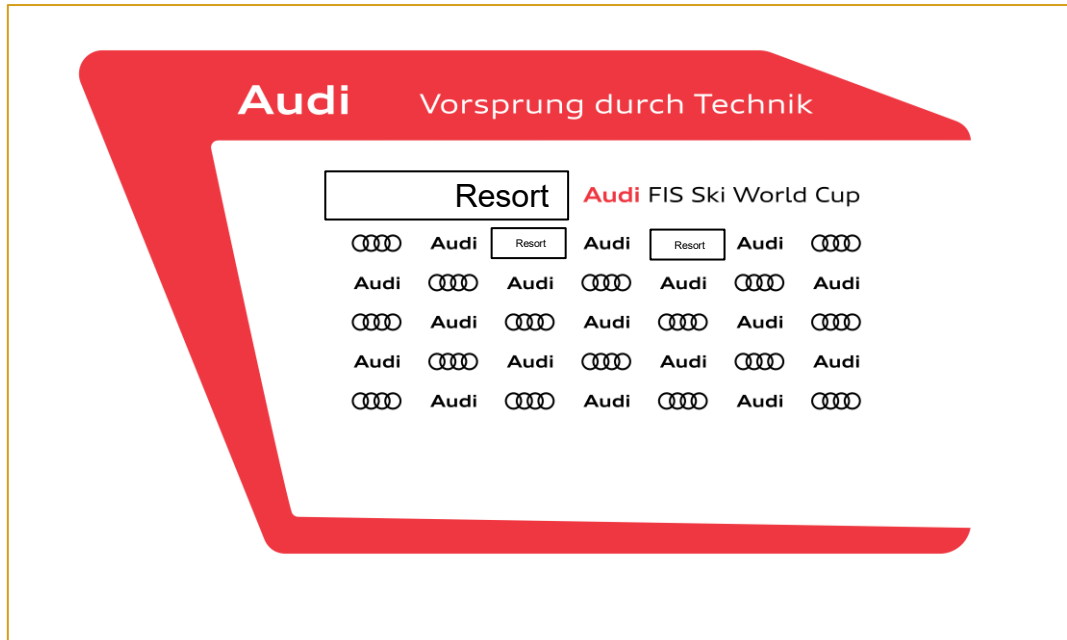 Audi Vorsprung durch Technik
Resort Audi FIS Ski World Cup
Audi Resort Audi Resort Audi
Audi Audi Audi Audi
Audi Audi Audi
Audi Audi Audi Audi
Audi Audi Audi